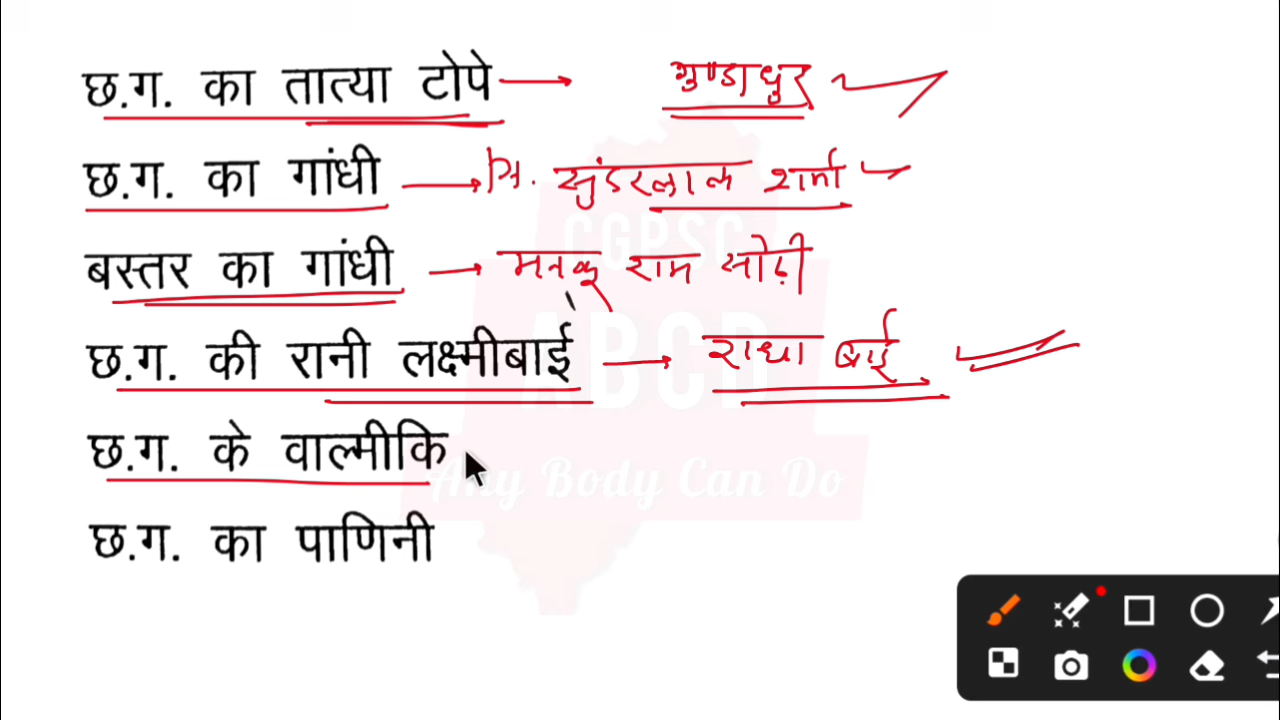 छ.ग. का तात्या टोपे → गुण्डाधुर
छ.ग. का गांधी → पं. सुंदरलाल शर्मा
बस्तर का गांधी → मनकू राम सोढ़ी
छ.ग. की रानी लक्ष्मीबाई → राधा बाई
छ.ग. के वाल्मीकि
छ.ग. का पाणिनी
CGPSC
ABCD
Any Body Can Do